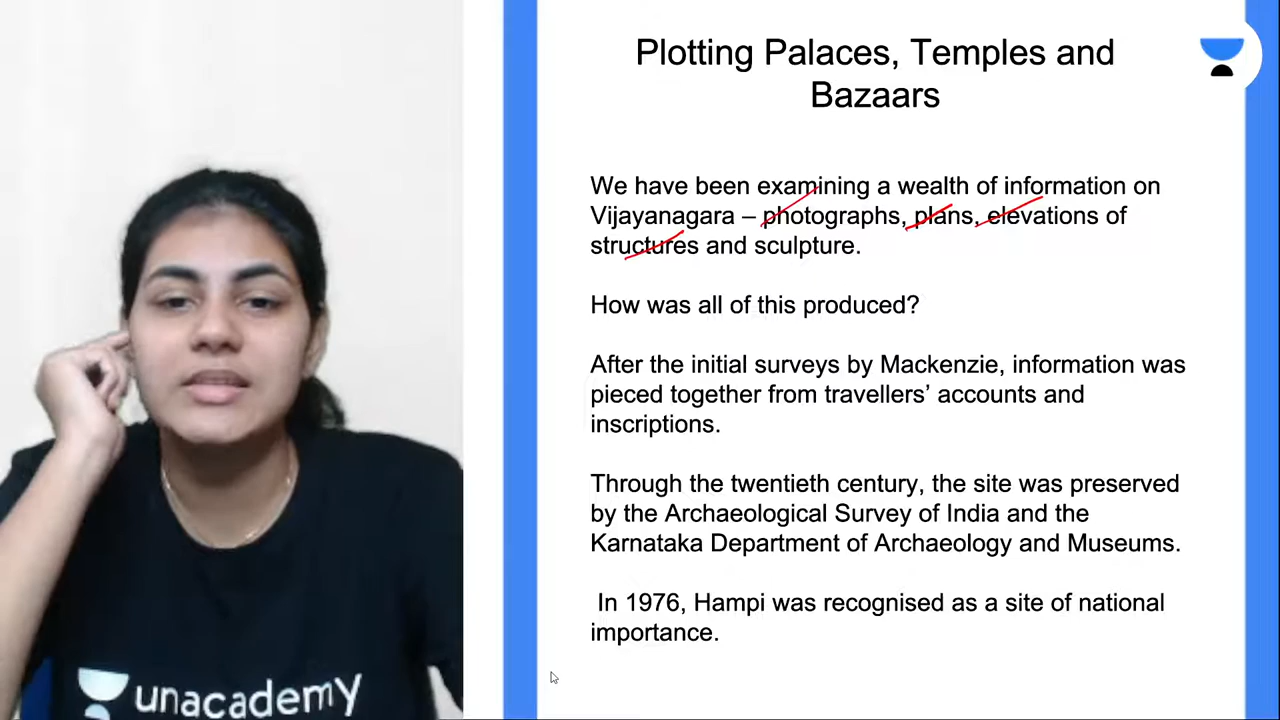 Plotting Palaces, Temples and
Bazaars
We have been examining a wealth of information on
Vijayanagara – photographs, plans, elevations of
structures and sculpture.
How was all of this produced?
After the initial surveys by Mackenzie, information was
pieced together from travellers’ accounts and
inscriptions.
Through the twentieth century, the site was preserved
by the Archaeological Survey of India and the
Karnataka Department of Archaeology and Museums.
In 1976, Hampi was recognised as a site of national
importance.
unacademy